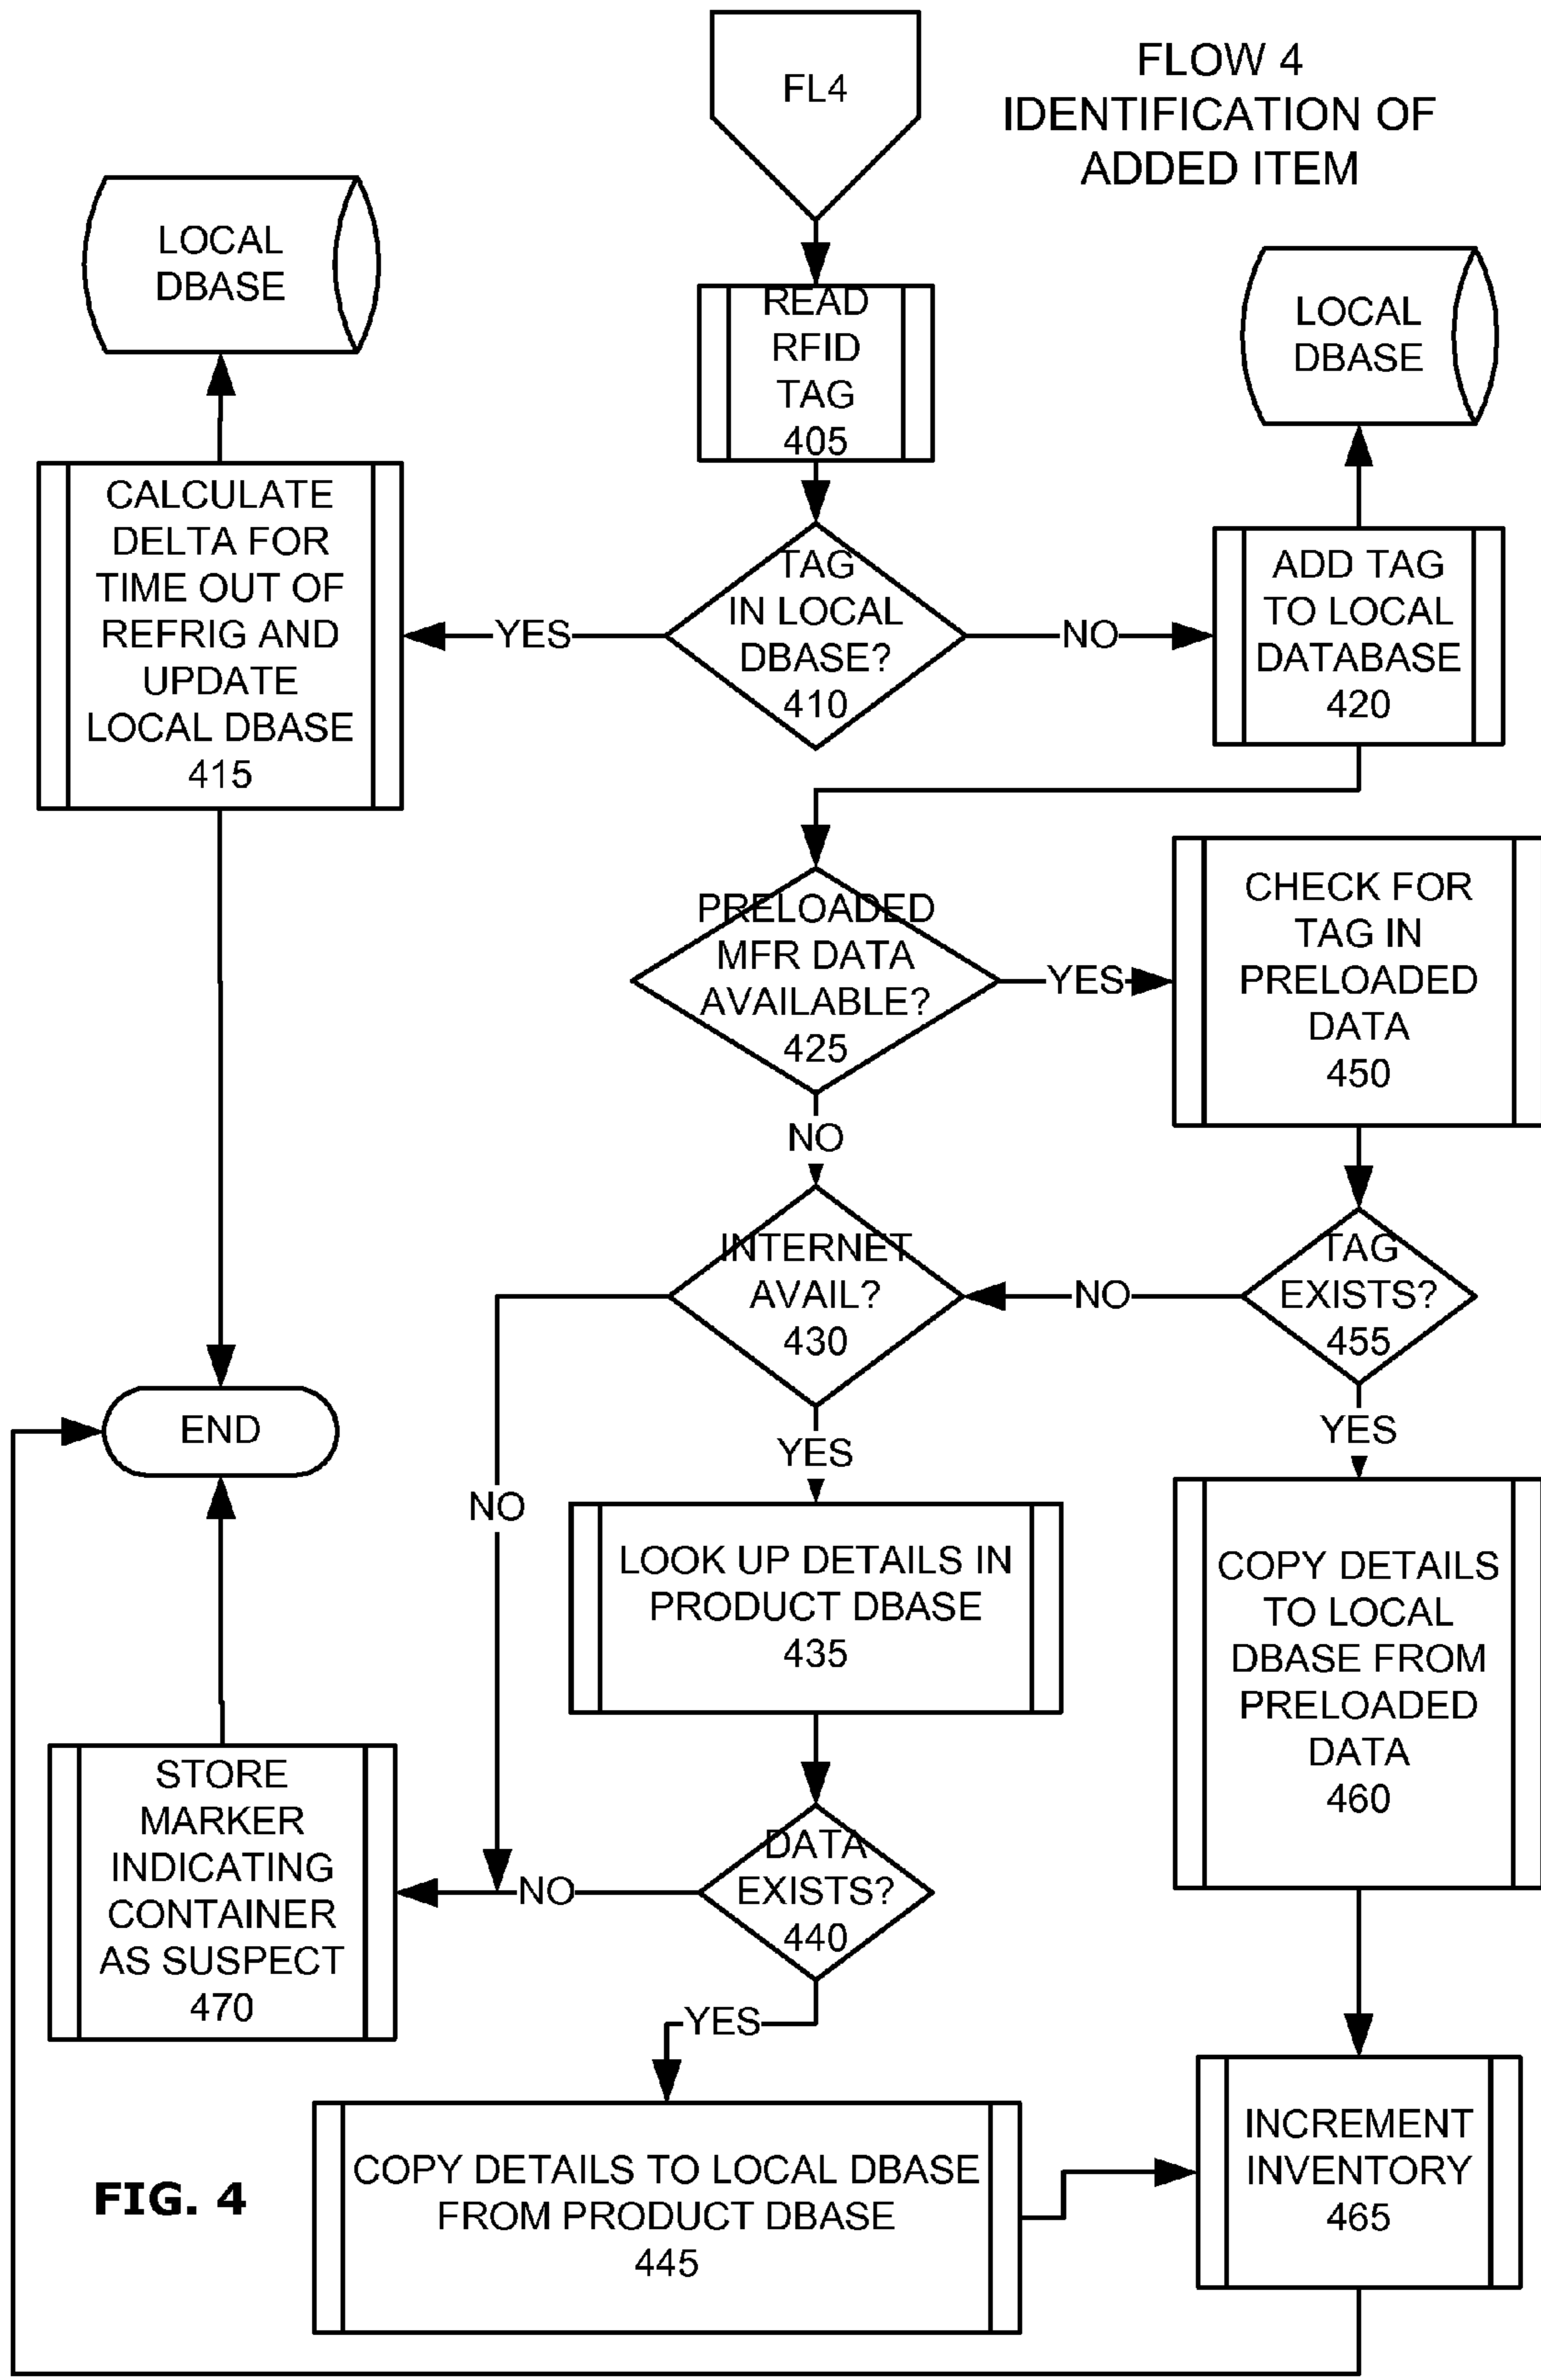 FL4
FLOW 4
IDENTIFICATION OF
ADDED ITEM
LOCAL
DBASE
READ
RFID
TAG
405
LOCAL
DBASE
CALCULATE
DELTA FOR
TIME OUT OF
REFRIG AND
UPDATE
LOCAL DBASE
415
YES
TAG
IN LOCAL
DBASE?
410
NO
ADD TAG
TO LOCAL
DATABASE
420
PRELOADED
MFR DATA
AVAILABLE?
425
YES
CHECK FOR
TAG IN
PRELOADED
DATA
450
NO
INTERNET
AVAIL?
430
NO
TAG
EXISTS?
455
END
YES
YES
NO
LOOK UP DETAILS IN
PRODUCT DBASE
435
COPY DETAILS
TO LOCAL
DBASE FROM
PRELOADED
DATA
460
STORE
MARKER
INDICATING
CONTAINER
AS SUSPECT
470
NO
DATA
EXISTS?
440
YES
COPY DETAILS TO LOCAL DBASE
FROM PRODUCT DBASE
445
INCREMENT
INVENTORY
465
FIG. 4